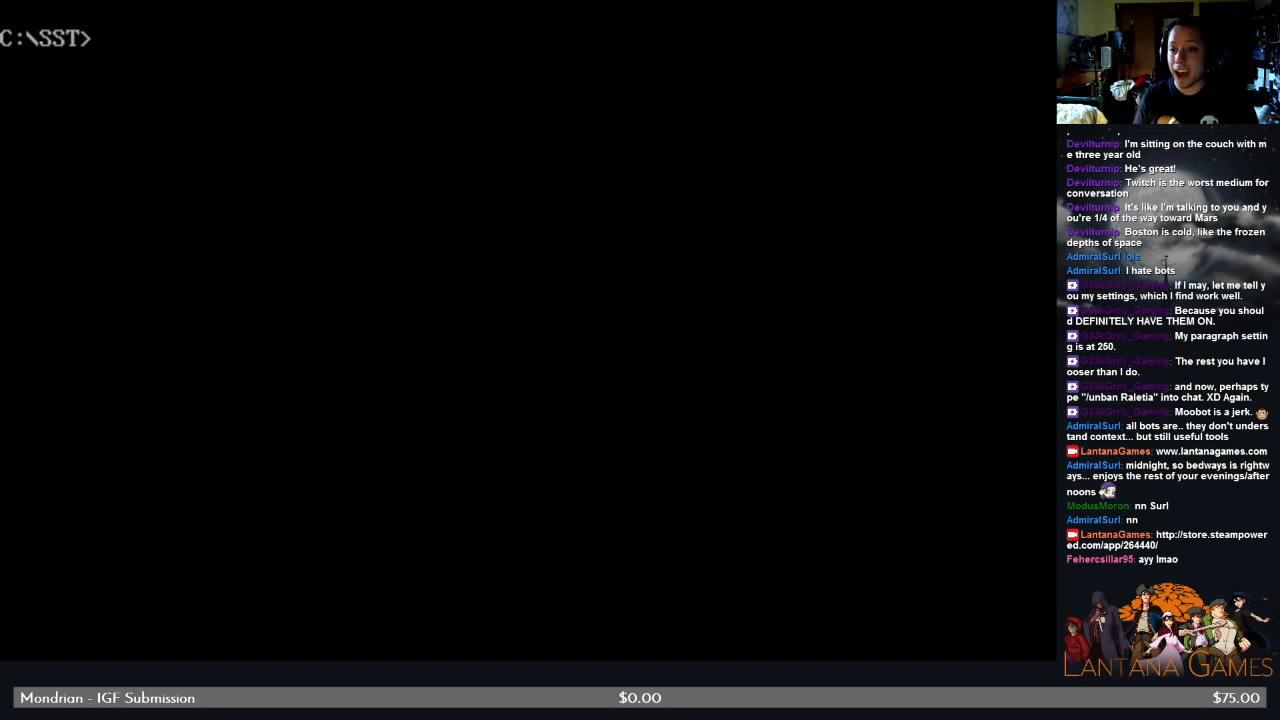 C:\SST>
Devilturnip: I'm sitting on the couch with m
e three year old
Devilturnip: He's great!
Devilturnip: Twitch is the worst medium for
conversation
Devilturnip: It's like I'm talking to you and y
ou're 1/4 of the way toward Mars
Devilturnip: Boston is cold, like the frozen
depths of space
AdmiralSurl lols
AdmiralSurl: I hate bots
G33kGrrly_Gaming: If I may, let me tell y
ou my settings, which I find work well.
G33kGrrly_Gaming: Because you shoul
d DEFINITELY HAVE THEM ON.
G33kGrrly_Gaming: My paragraph settin
g is at 250.
G33kGrrly_Gaming: The rest you have l
ooser than I do.
G33kGrrly_Gaming: and now, perhaps ty
pe "/unban Raletia" into chat. XD Again.
G33kGrrly_Gaming: Moobot is a jerk.
AdmiralSurl: all bots are.. they don't unders
tand context... but still useful tools
LantanaGames: www.lantanagames.com
AdmiralSurl: midnight, so bedways is rightw
ays... enjoys the rest of your evenings/after
noons
ModusMoron: nn Surl
AdmiralSurl: nn
LantanaGames: http://store.steampower
ed.com/app/264440/
Fehercsillar95: ayy lmao
LANTANA GAMES
Mondrian - IGF Submission $0.00 $75.00